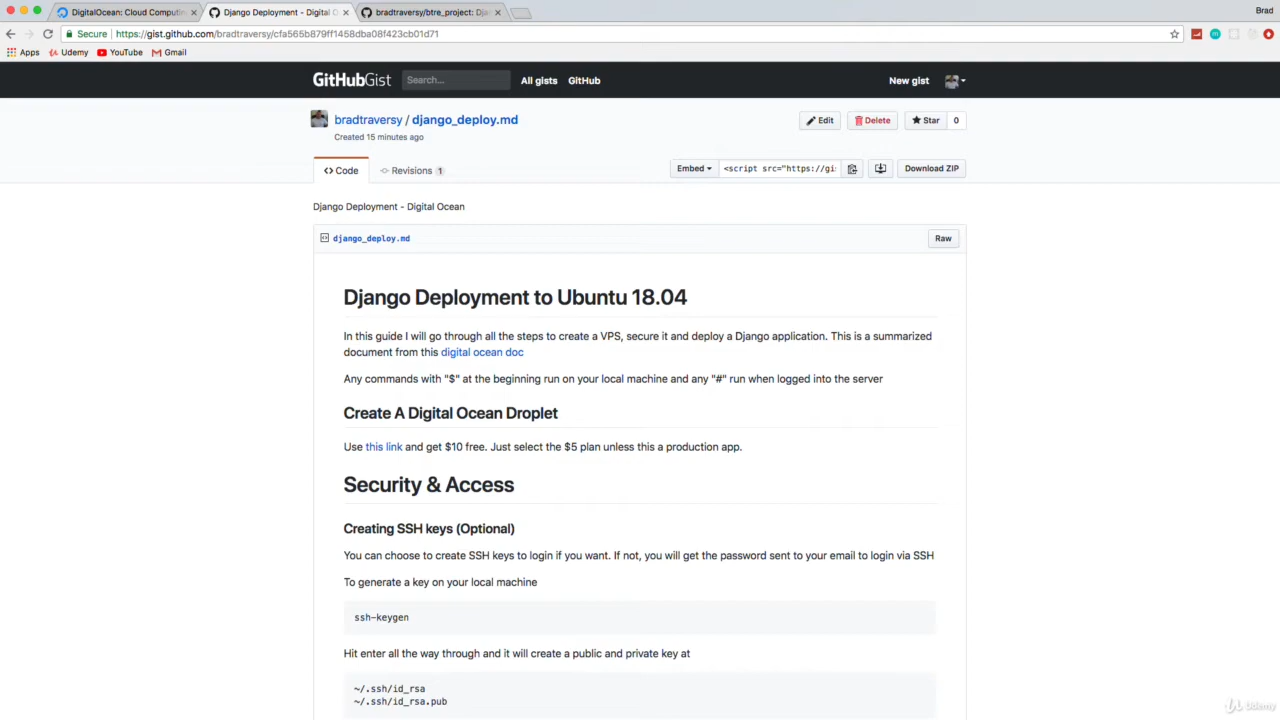 DigitalOcean: Cloud Computin
Django Deployment - Digital O
bradtraversy/btre_project: Dja
Brad
Secure
https://gist.github.com/bradtraversy/cfa565b879ff1458dba08f423cb01d71
Apps Udemy YouTube Gmail
GitHubGist
Search...
All gists
GitHub
New gist
bradtraversy / django_deploy.md
Edit
Delete
Star
0
Created 15 minutes ago
Code
Revisions 1
Embed
<script src="https://gi
Download ZIP
Django Deployment - Digital Ocean
django_deploy.md
Raw
Django Deployment to Ubuntu 18.04
In this guide I will go through all the steps to create a VPS, secure it and deploy a Django application. This is a summarized
document from this digital ocean doc
Any commands with "$" at the beginning run on your local machine and any "#" run when logged into the server
Create A Digital Ocean Droplet
Use this link and get $10 free. Just select the $5 plan unless this a production app.
Security & Access
Creating SSH keys (Optional)
You can choose to create SSH keys to login if you want. If not, you will get the password sent to your email to login via SSH
To generate a key on your local machine
ssh-keygen
Hit enter all the way through and it will create a public and private key at
~/.ssh/id_rsa
~/.ssh/id_rsa.pub
Udemy